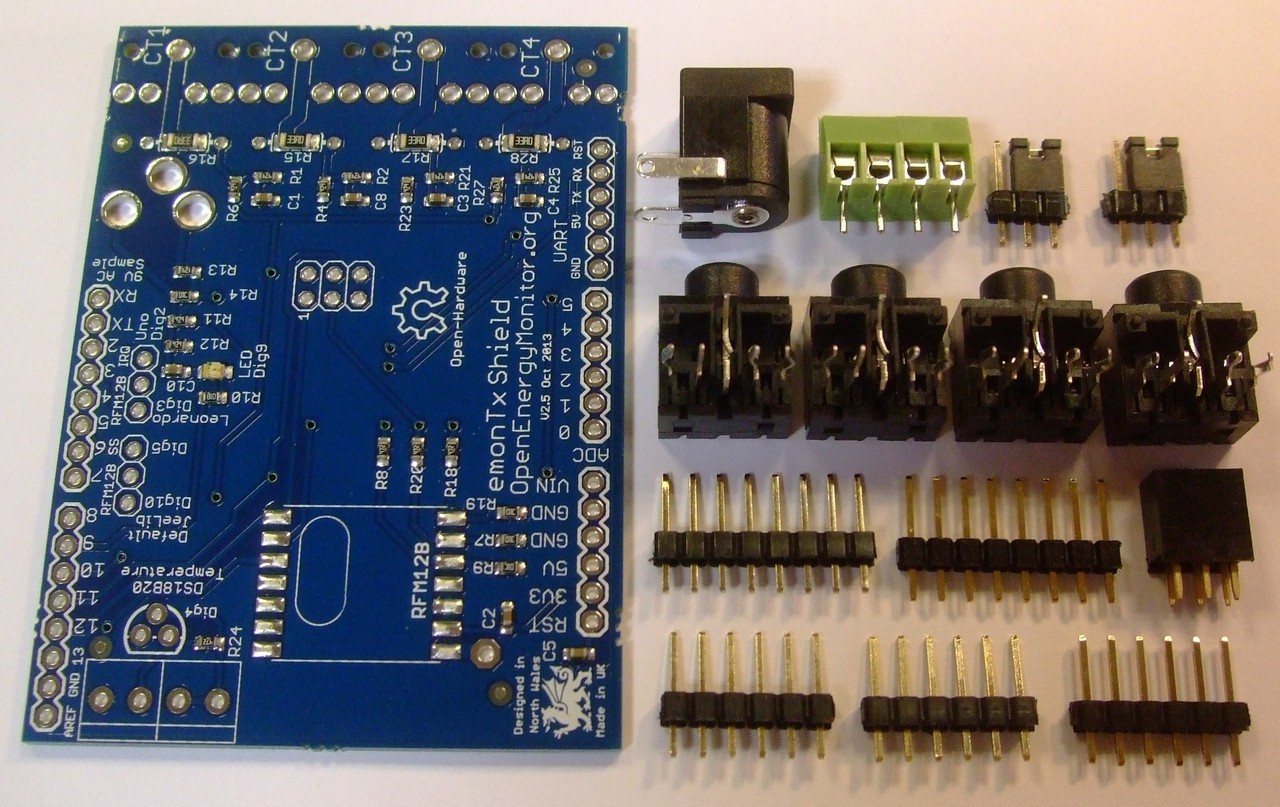 CT1
CT2
CT3
CT4
R16
R15
R17
R28
RST
RX
TX
5V
GND
UART
R6
C1 R1
R4
C8 R2
R23
C3 R21
R27
C4 R25
9V AC
Sample
R13
R14
R11
R12
RX
TX
2
3
4
5
6
7
Uno
Dig2
IRQ
RFM12B
Dig3
Leonardo
C10
LED
Dig9
R10
1
Open-Hardware
emonTx Shield
OpenEnergyMonitor.org
V2.5 Oct 2013
5
4
3
2
1
0
ADC
SS
RFM12B
Dig5
Dig10
JeeLib
Default
R8
R20
R18
VIN
GND
GND
5V
3V3
RST
R19
R7
R9
8
9
10
11
12
13
GND
AREF
Temperature
DS18B20
Dig4
R24
RFM12B
C2
C5
Designed in
North Wales
Made in UK